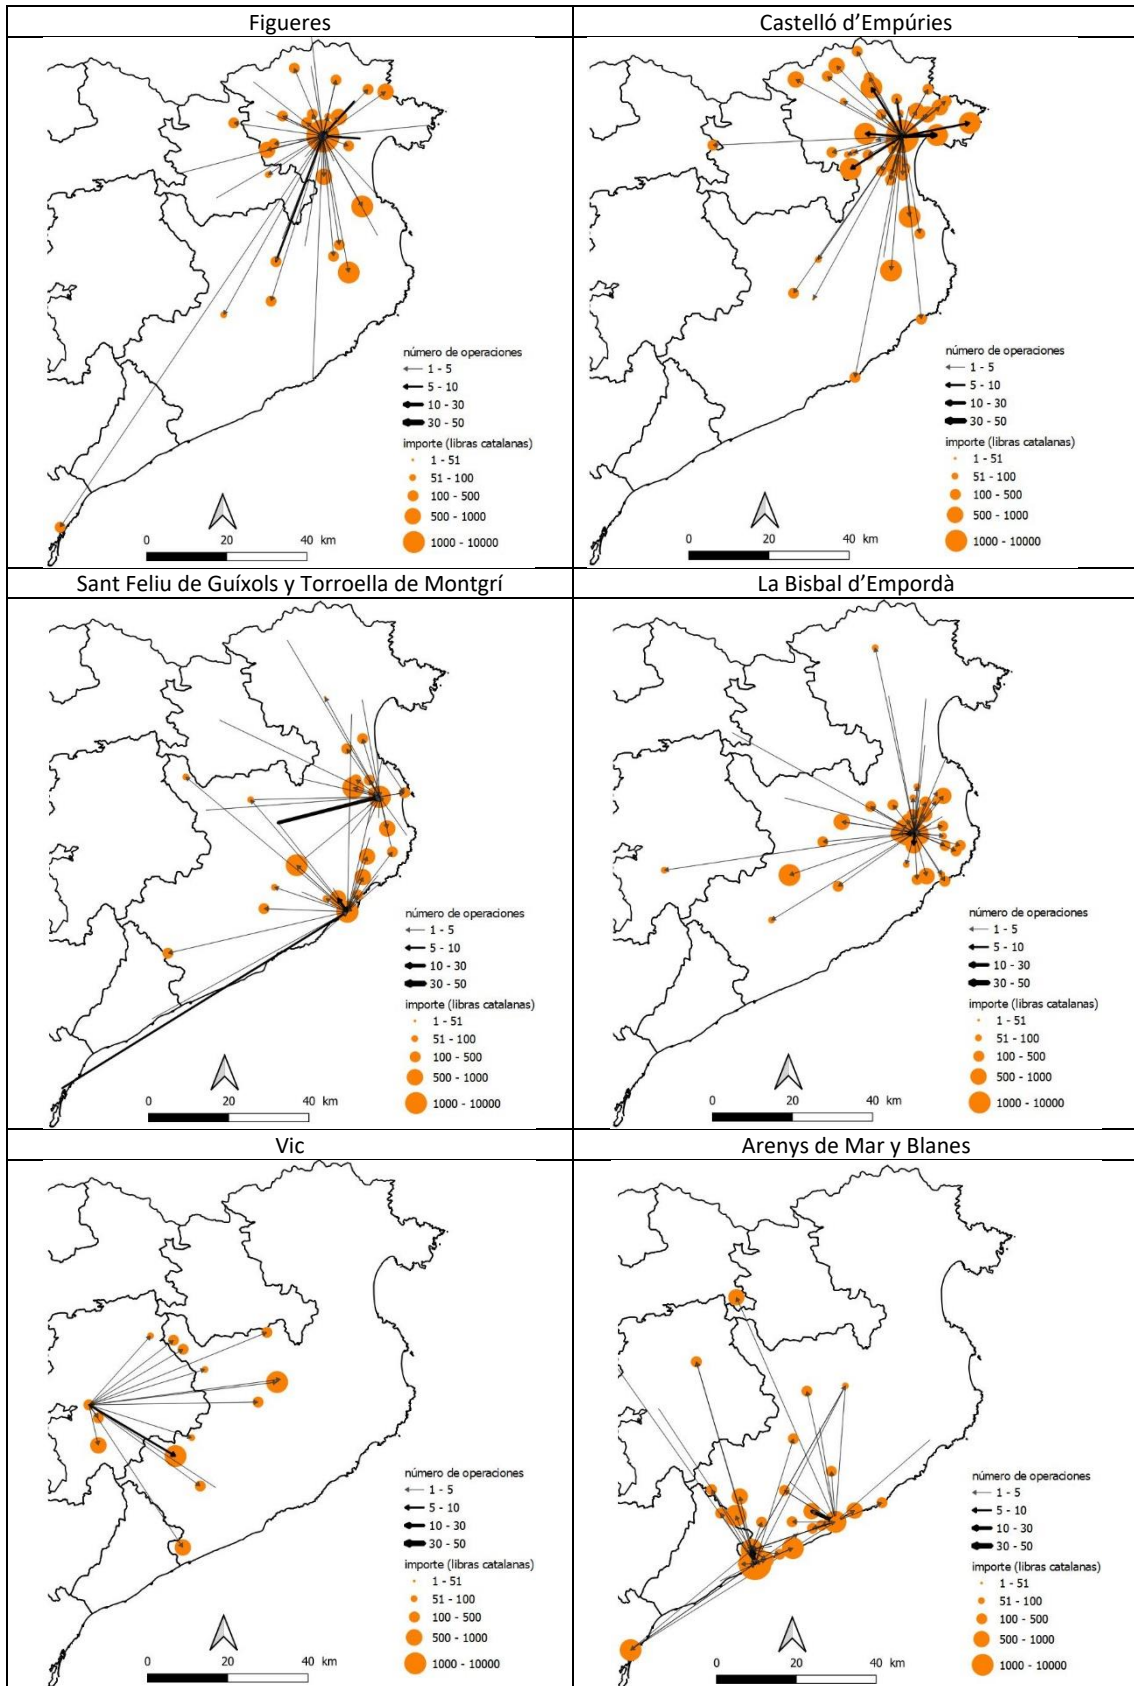 Figueres
Castelló d’Empúries
número de operaciones
1 - 5
5 - 10
10 - 30
30 - 50
importe (libras catalanas)
1 - 51
51 - 100
100 - 500
500 - 1000
1000 - 10000
0 20 40 km
número de operaciones
1 - 5
5 - 10
10 - 30
30 - 50
importe (libras catalanas)
1 - 51
51 - 100
100 - 500
500 - 1000
1000 - 10000
0 20 40 km
Sant Feliu de Guíxols y Torroella de Montgrí
La Bisbal d’Empordà
número de operaciones
1 - 5
5 - 10
10 - 30
30 - 50
importe (libras catalanas)
1 - 51
51 - 100
100 - 500
500 - 1000
1000 - 10000
0 20 40 km
número de operaciones
1 - 5
5 - 10
10 - 30
30 - 50
importe (libras catalanas)
1 - 51
51 - 100
100 - 500
500 - 1000
1000 - 10000
0 20 40 km
Vic
Arenys de Mar y Blanes
número de operaciones
1 - 5
5 - 10
10 - 30
30 - 50
importe (libras catalanas)
1 - 51
51 - 100
100 - 500
500 - 1000
1000 - 10000
0 20 40 km
número de operaciones
1 - 5
5 - 10
10 - 30
30 - 50
importe (libras catalanas)
1 - 51
51 - 100
100 - 500
500 - 1000
1000 - 10000
0 20 40 km